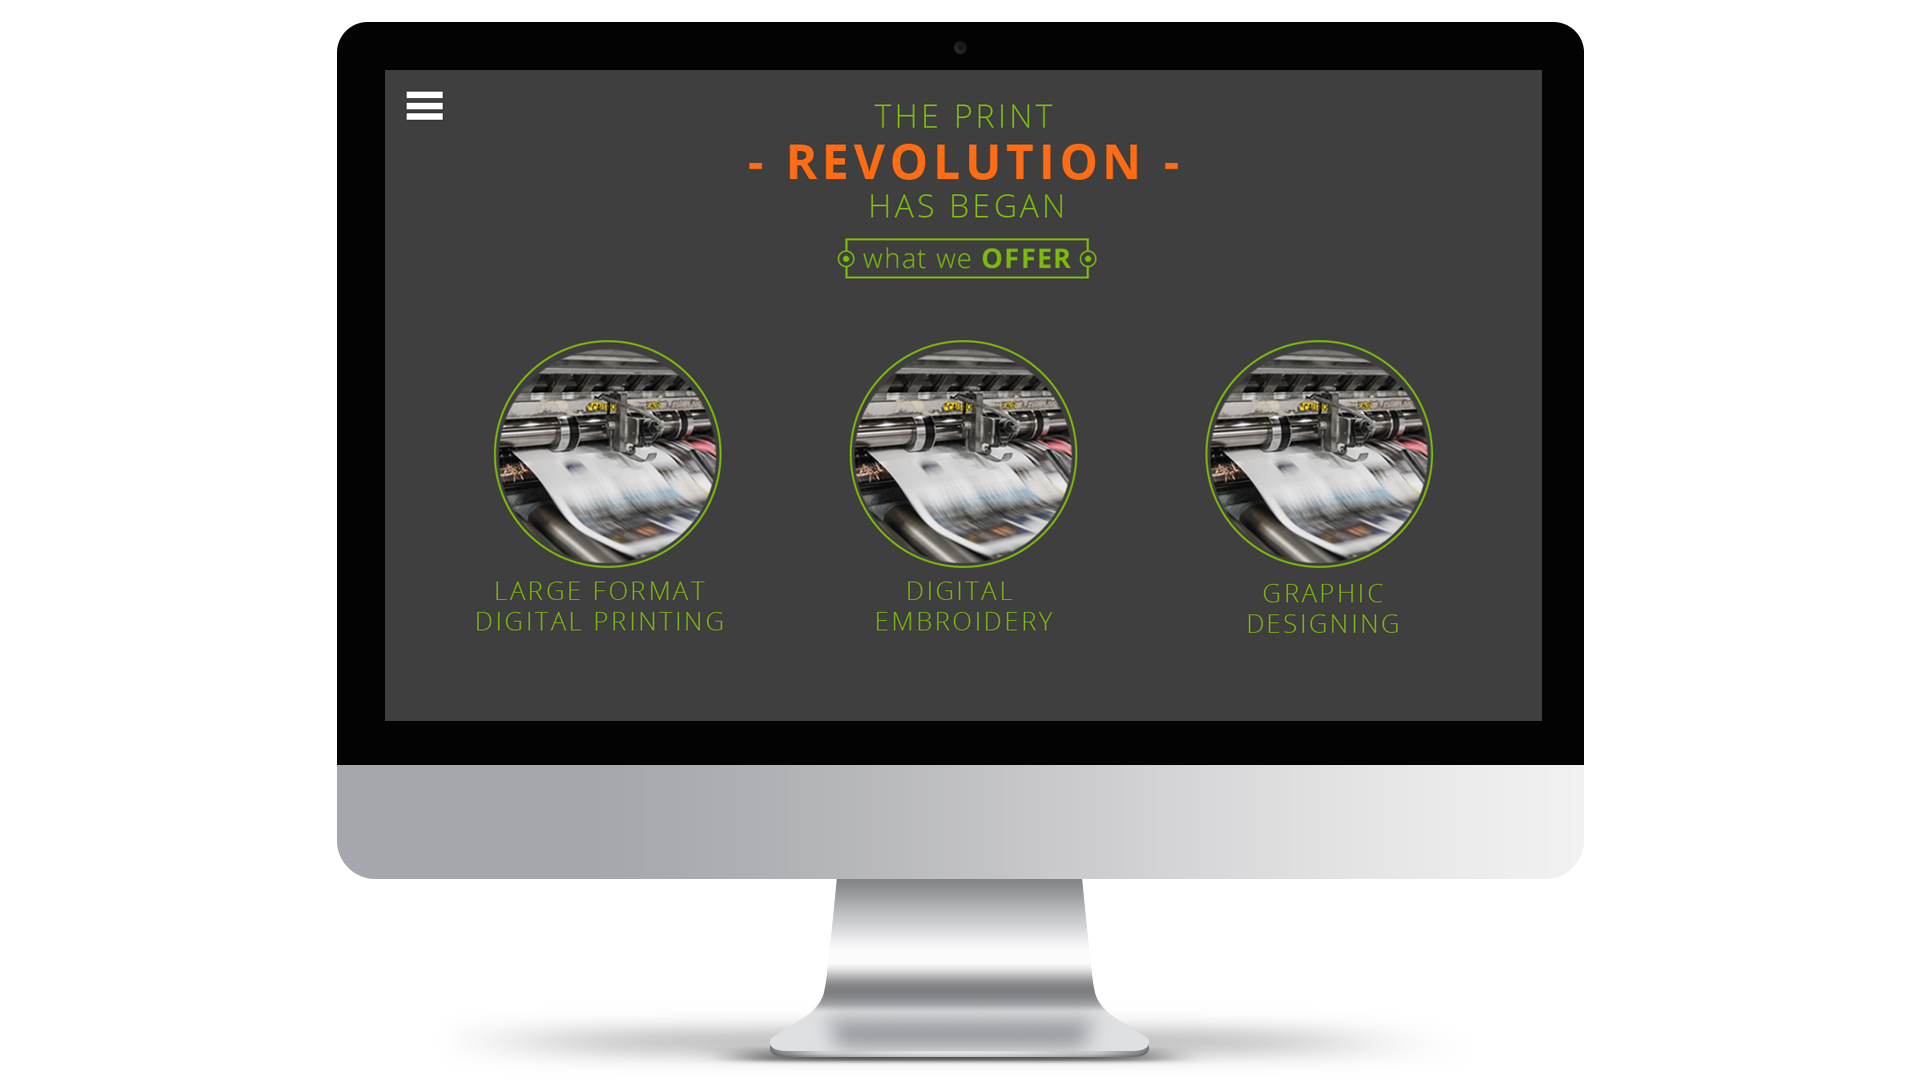 THE PRINT
- REVOLUTION -
HAS BEGAN
what we OFFER
LARGE FORMAT
DIGITAL PRINTING
DIGITAL
EMBROIDERY
GRAPHIC
DESIGNING